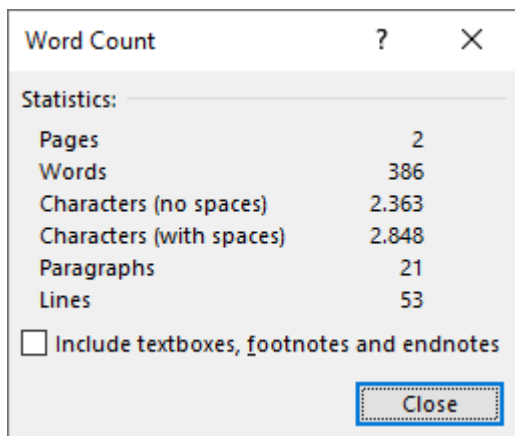 Word Count ? ×
Statistics:
Pages 2
Words 386
Characters (no spaces) 2.363
Characters (with spaces) 2.848
Paragraphs 21
Lines 53
Include textboxes, footnotes and endnotes
Close